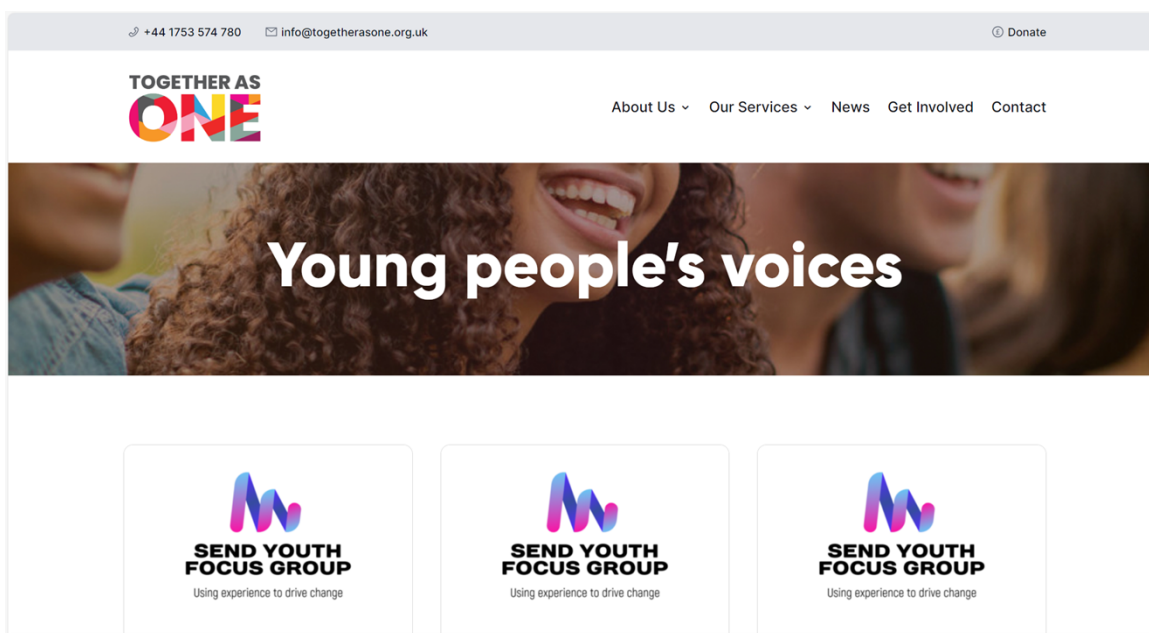 +44 1753 574 780 info@togetherasone.org.uk Donate
TOGETHER AS
ONE
About Us Our Services News Get Involved Contact
Young people's voices
SEND YOUTH
FOCUS GROUP
Using experience to drive change
SEND YOUTH
FOCUS GROUP
Using experience to drive change
SEND YOUTH
FOCUS GROUP
Using experience to drive change